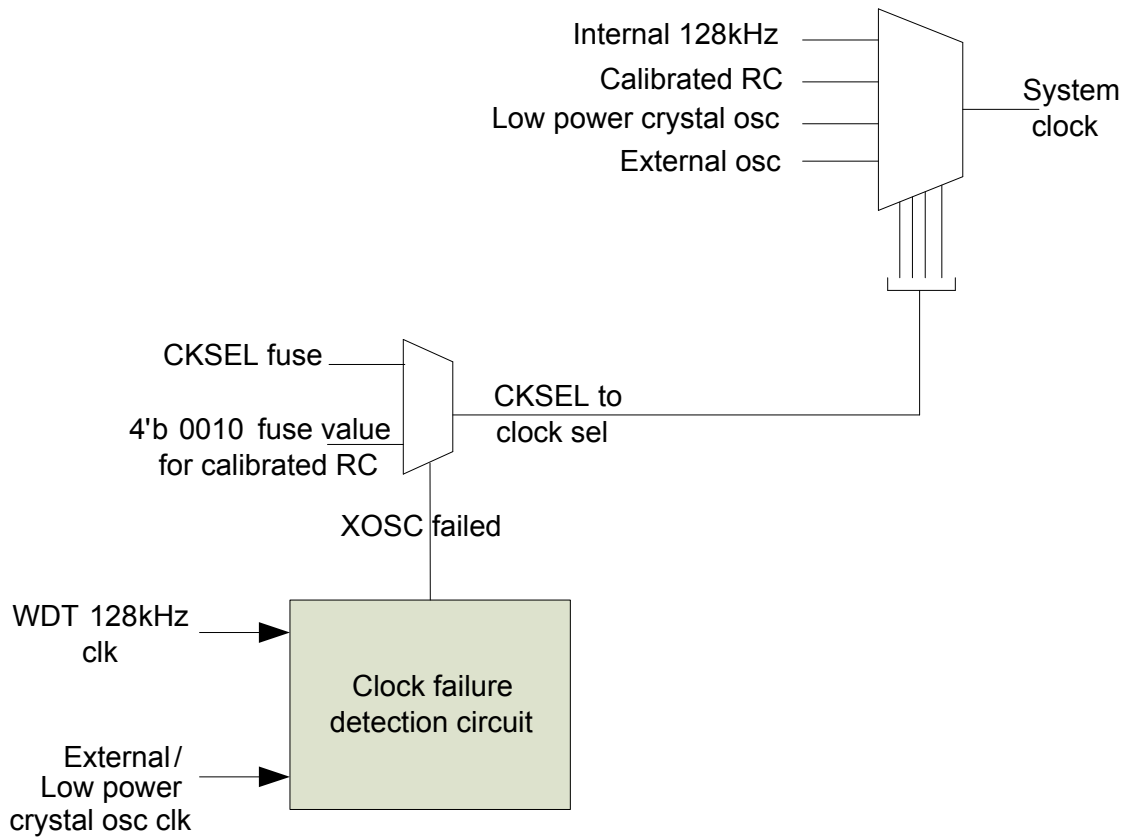 Internal 128kHz
Calibrated RC
Low power crystal osc
External osc
System
clock
CKSEL fuse
4'b 0010 fuse value
for calibrated RC
CKSEL to
clock sel
XOSC failed
WDT 128kHz
clk
Clock failure
detection circuit
External/
Low power
crystal osc clk